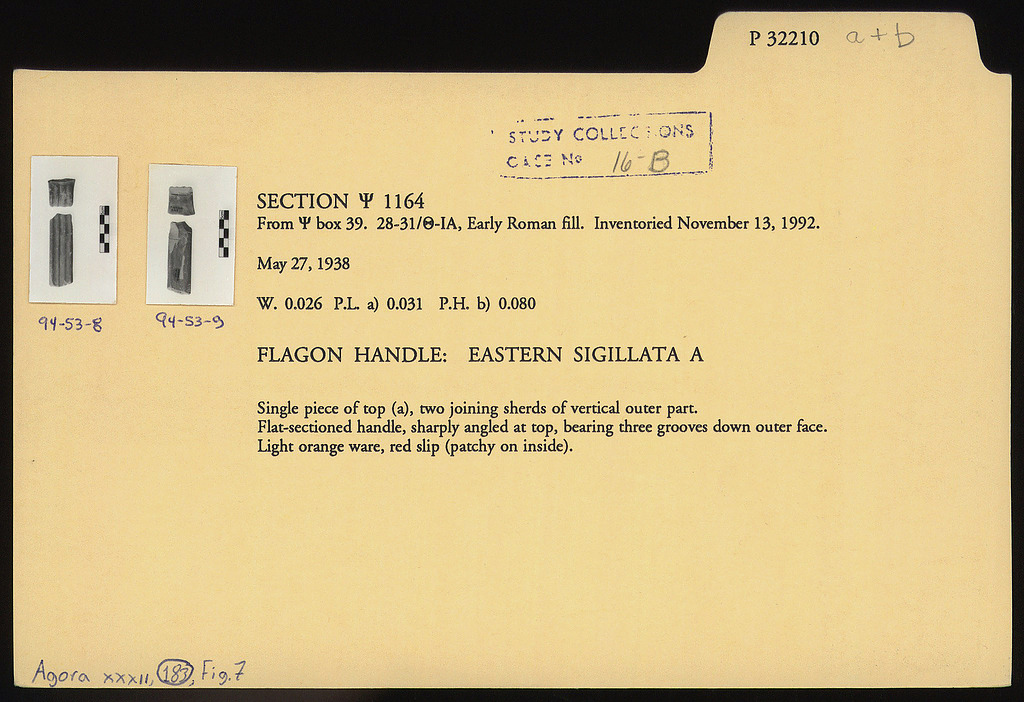 P 32210 a + b
STUDY COLLECTIONS
CASE No 16-B
SECTION Ψ 1164
From Ψ box 39. 28-31/Θ-IA, Early Roman fill. Inventoried November 13, 1992.
May 27, 1938
W. 0.026 P.L. a) 0.031 P.H. b) 0.080
94-53-8 94-53-9
FLAGON HANDLE: EASTERN SIGILLATA A
Single piece of top (a), two joining sherds of vertical outer part.
Flat-sectioned handle, sharply angled at top, bearing three grooves down outer face.
Light orange ware, red slip (patchy on inside).
Agora XXXII, 183, Fig.7